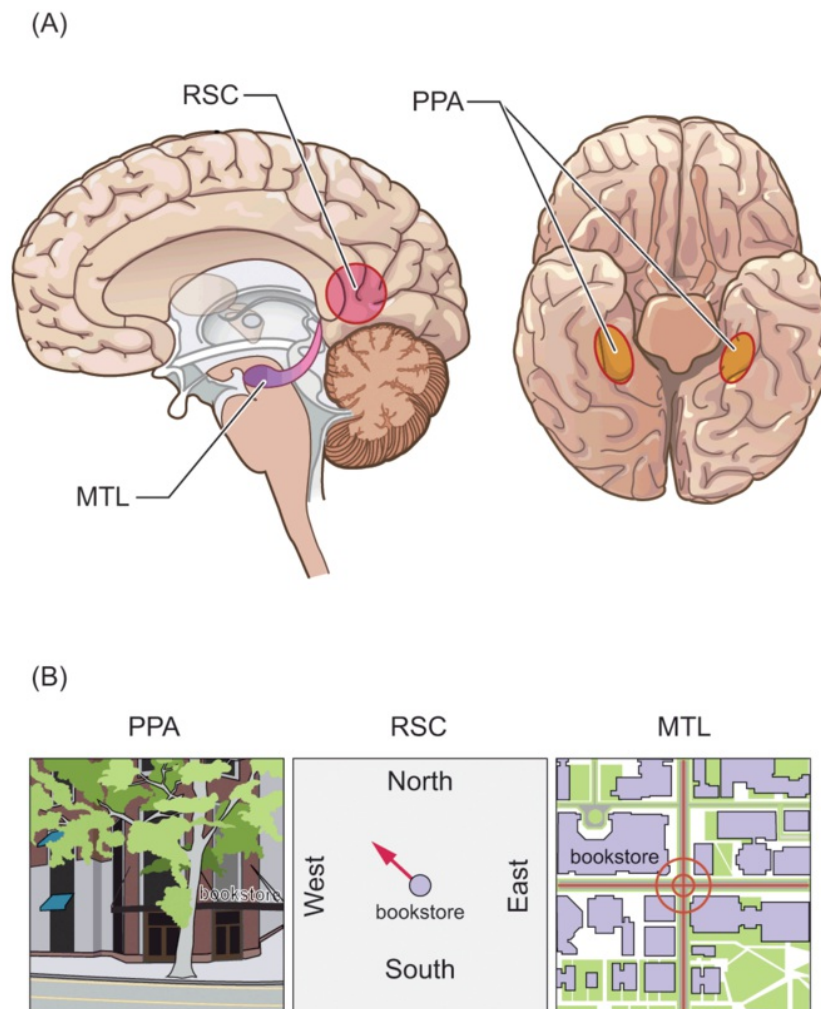 (A)
RSC
PPA
MTL
(B)
PPA
RSC
MTL
bookstore
North
West
East
bookstore
South
bookstore